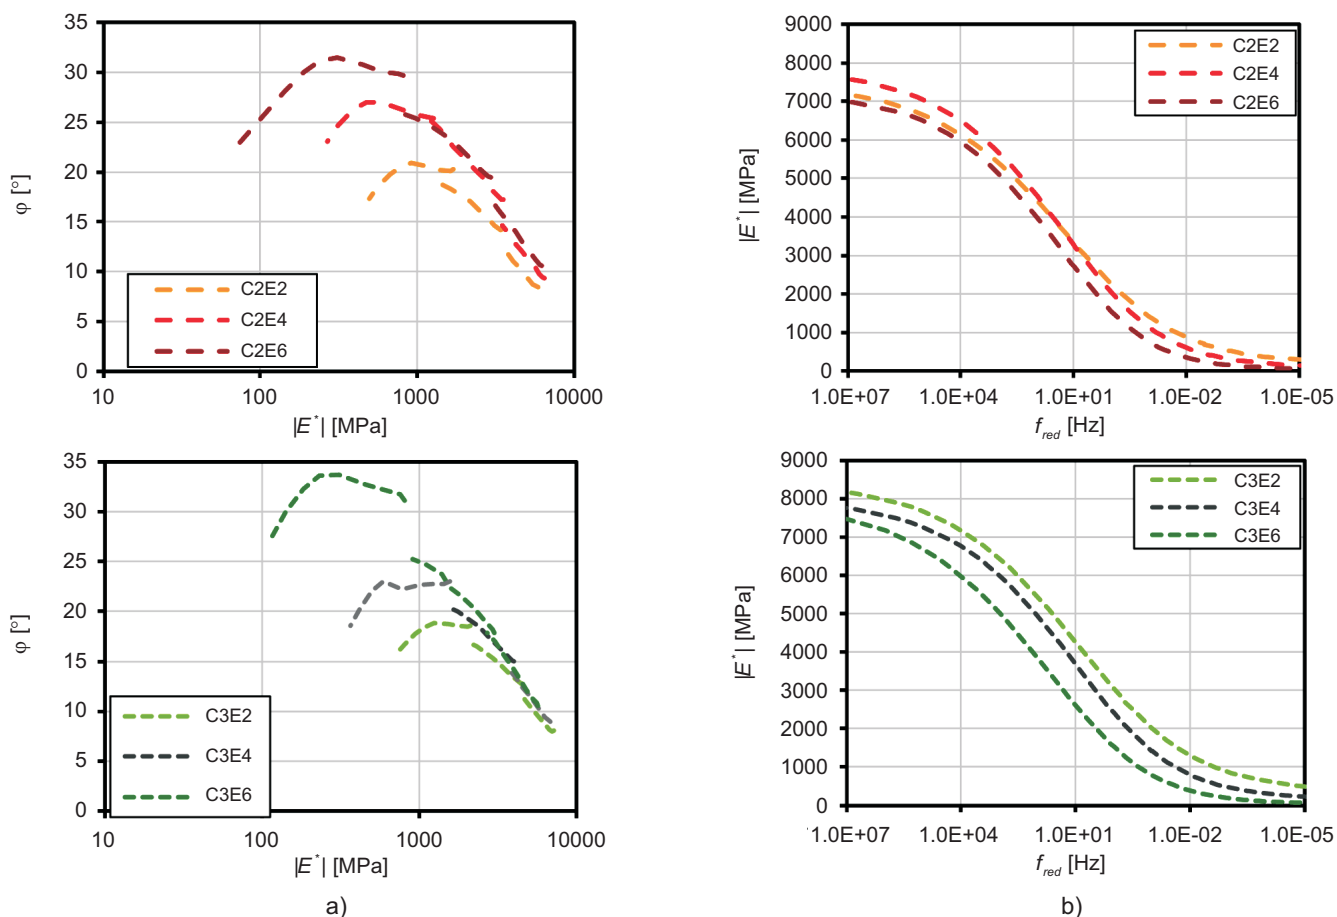 35
30
25
20
15
10
5
0
φ [°]
C2E2
C2E4
C2E6
10 100 1000 10000
|E*| [MPa]
9000
8000
7000
6000
5000
4000
3000
2000
1000
0
|E*| [MPa]
C2E2
C2E4
C2E6
1.0E+07 1.0E+04 1.0E+01 1.0E-02 1.0E-05
f_red [Hz]
35
30
25
20
15
10
5
0
φ [°]
C3E2
C3E4
C3E6
10 100 1000 10000
|E*| [MPa]
a)
9000
8000
7000
6000
5000
4000
3000
2000
1000
0
|E*| [MPa]
C3E2
C3E4
C3E6
1.0E+07 1.0E+04 1.0E+01 1.0E-02 1.0E-05
f_red [Hz]
b)